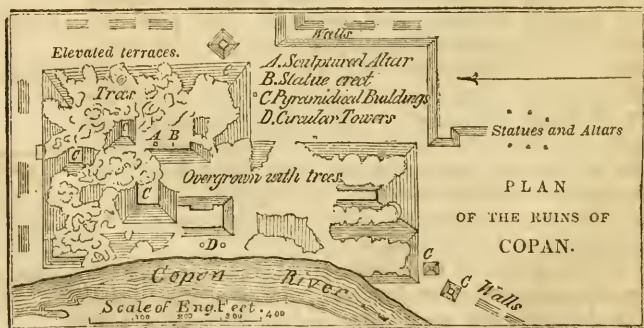 Walls
Elevated terraces.
A. Sculptured Altar
B. Statue erect
C Pyramidical Buildings
D. Circular Towers
Trees
A B
C
Statues and Altars
Overgrown with trees.
C
PLAN
OF THE RUINS OF
COPAN.
D
C
C Walls
Copan River
Scale of Eng. Feet.
100 200 300 400